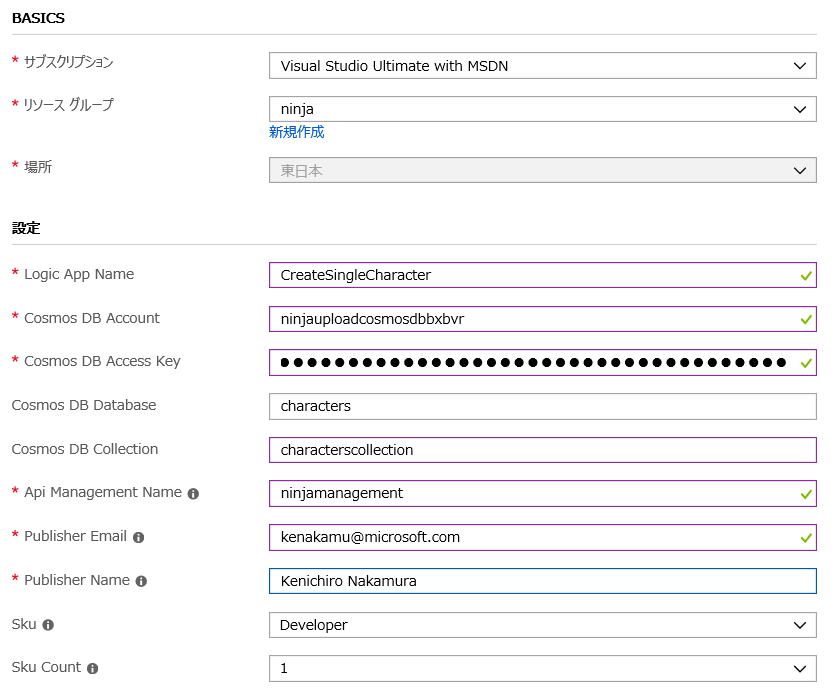 BASICS
* サブスクリプション
Visual Studio Ultimate with MSDN
* リソース グループ
ninja
新規作成
* 場所
東日本
設定
* Logic App Name
CreateSingleCharacter
* Cosmos DB Account
ninjauploadcosmosdbbxbvr
* Cosmos DB Access Key
●●●●●●●●●●●●●●●●●●●●●●●●●●●●●●●●●●●●●
Cosmos DB Database
characters
Cosmos DB Collection
characterscollection
* Api Management Name
ninjamanagement
* Publisher Email
kenakamu@microsoft.com
* Publisher Name
Kenichiro Nakamura
Sku
Developer
Sku Count
1